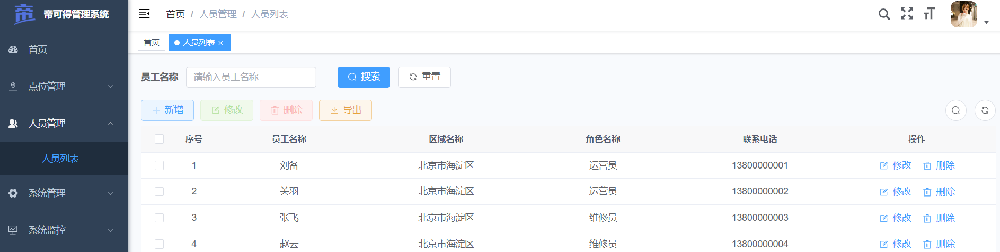 帝 帝可得管理系统
首页 / 人员管理 / 人员列表
首页
人员列表
首页
点位管理
人员管理
人员列表
系统管理
系统监控
员工名称 请输入员工名称 搜索 重置
新增 修改 删除 导出
序号 员工名称 区域名称 角色名称 联系电话 操作
1 刘备 北京市海淀区 运营员 13800000001 修改 删除
2 关羽 北京市海淀区 运营员 13800000002 修改 删除
3 张飞 北京市海淀区 维修员 13800000003 修改 删除
4 赵云 北京市海淀区 维修员 13800000004 修改 删除